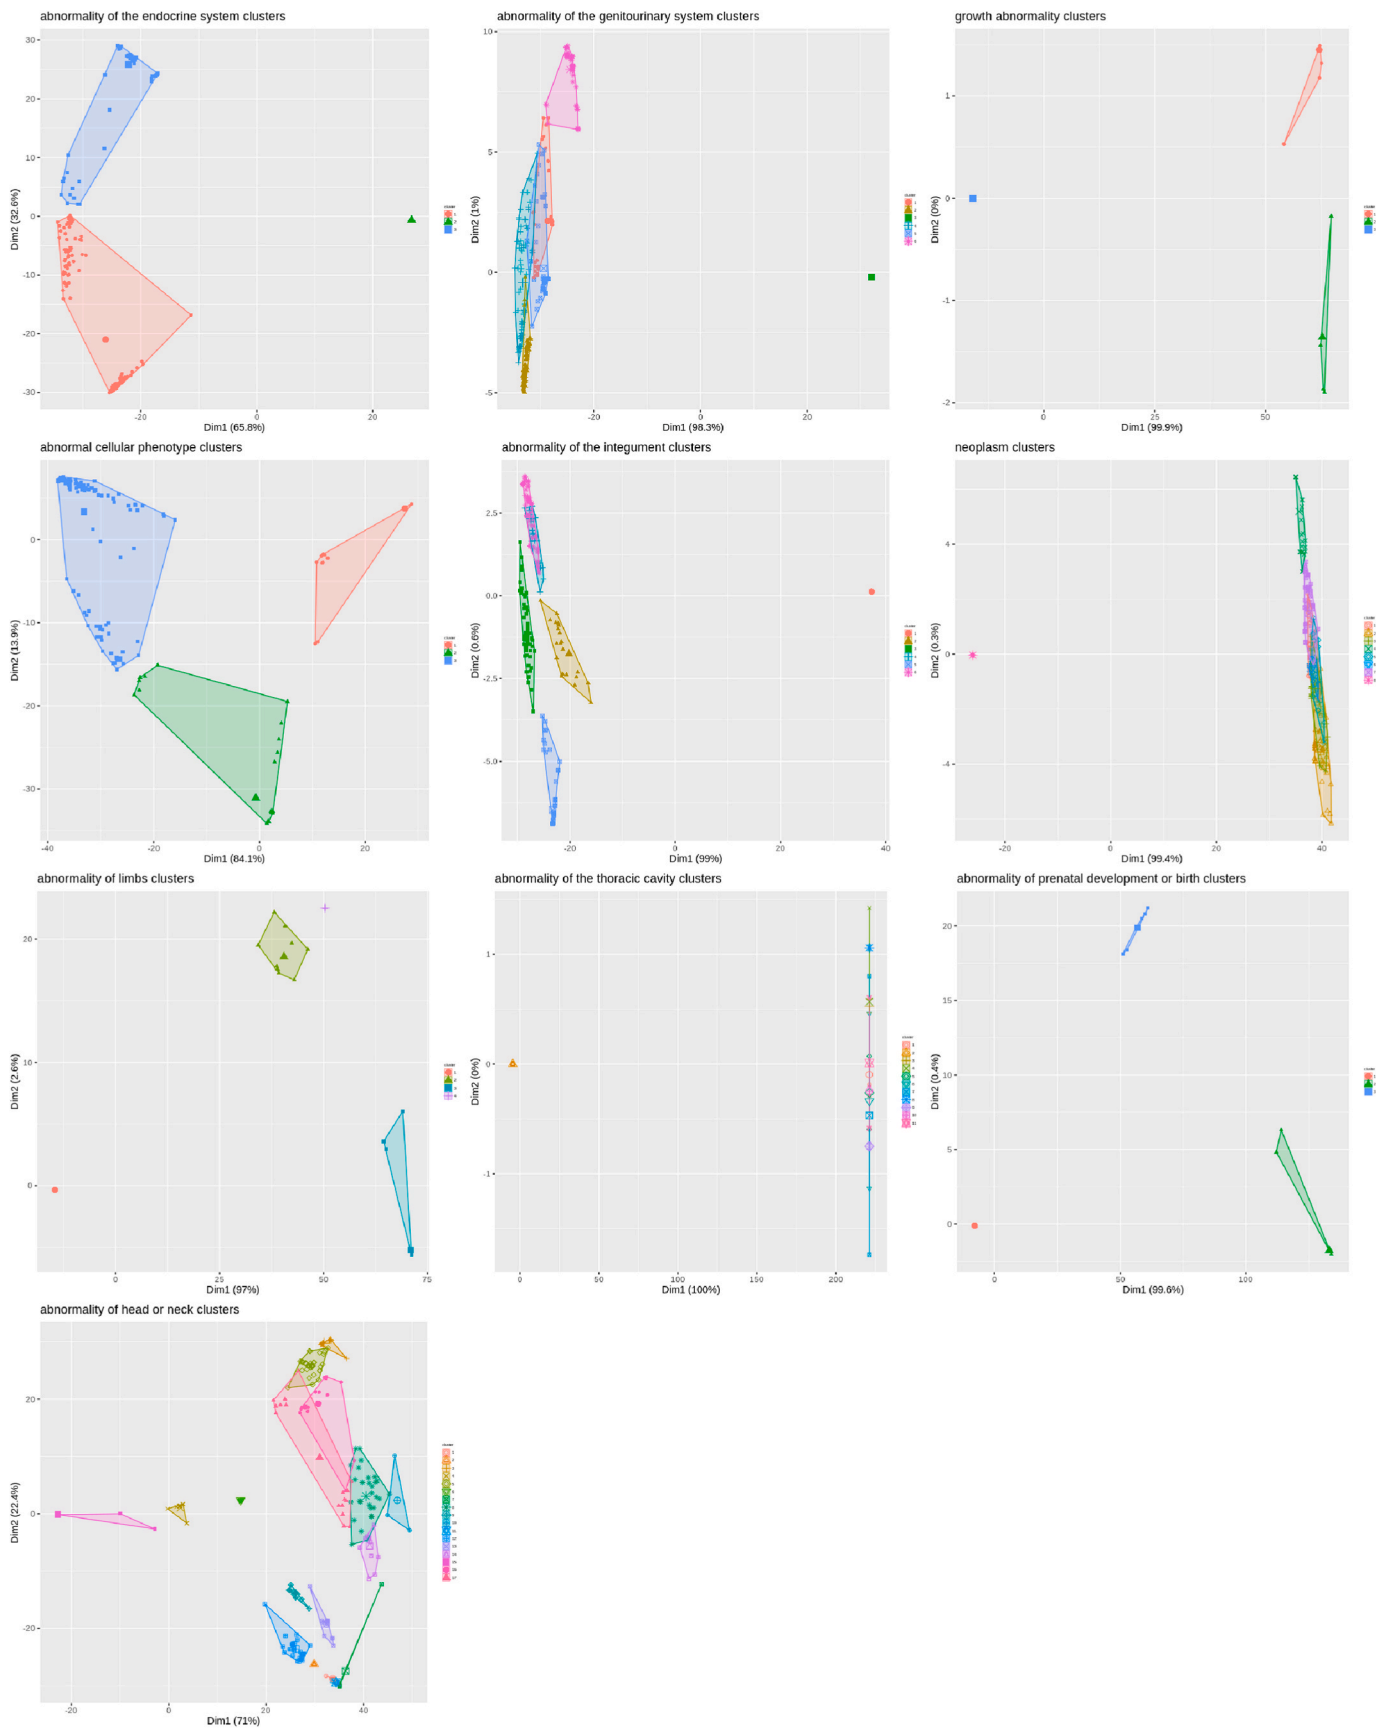 abnormality of the endocrine system clusters
30
20
10
0
-10
-20
-30
Dim2 (32.6%)
-20
0
20
Dim1 (65.8%)
abnormality of the genitourinary system clusters
10
5
0
-5
Dim2 (1%)
-20
0
20
Dim1 (98.3%)
growth abnormality clusters
1
0
-1
-2
Dim2 (0%)
0
25
50
Dim1 (99.9%)
abnormal cellular phenotype clusters
0
-10
-20
-30
Dim2 (13.9%)
-40
-20
0
20
Dim1 (84.1%)
abnormality of the integument clusters
2.5
0.0
-2.5
-5.0
Dim2 (0.6%)
-20
0
20
40
Dim1 (99%)
neoplasm clusters
4
0
-4
Dim2 (0.3%)
-20
0
20
40
Dim1 (99.4%)
abnormality of limbs clusters
20
10
0
Dim2 (2.6%)
0
25
50
75
Dim1 (97%)
abnormality of the thoracic cavity clusters
1
0
-1
Dim2 (0%)
0
50
100
150
200
Dim1 (100%)
abnormality of prenatal development or birth clusters
20
15
10
5
0
Dim2 (0.4%)
0
50
100
Dim1 (99.6%)
abnormality of head or neck clusters
20
0
-20
Dim2 (22.4%)
-20
0
20
40
Dim1 (71%)